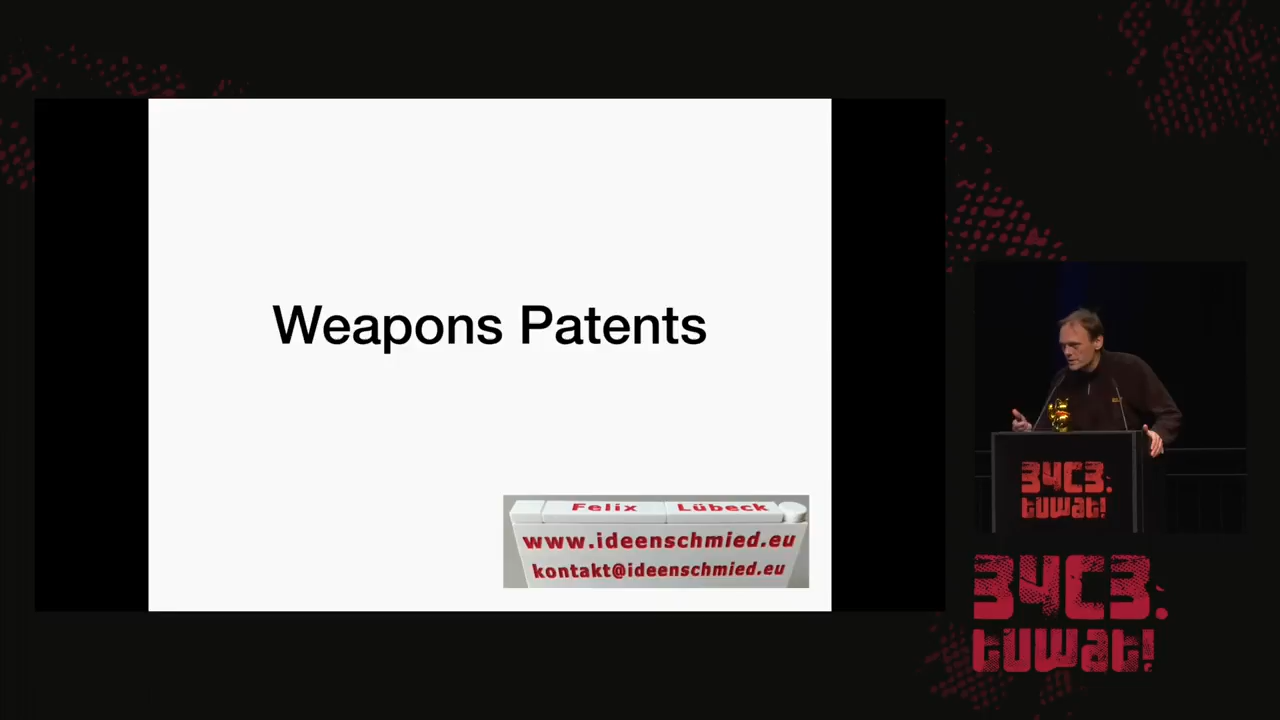 Weapons Patents
Felix Lübeck
www.ideenschmied.eu
kontakt@ideenschmied.eu
34C3.
tuwat!
34C3.
tuwat!